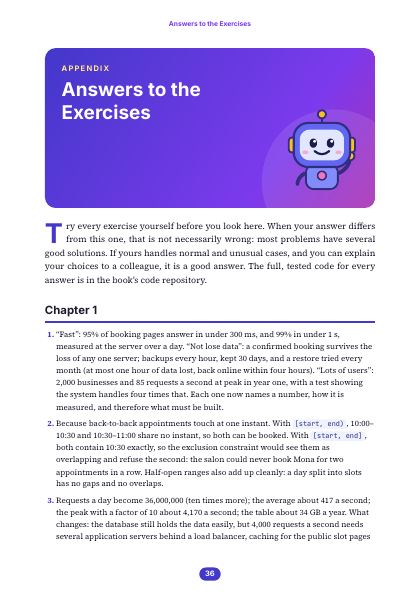 Answers to the Exercises
APPENDIX
Answers to the
Exercises
Try every exercise yourself before you look here. When your answer differs
from this one, that is not necessarily wrong: most problems have several
good solutions. If yours handles normal and unusual cases, and you can explain
your choices to a colleague, it is a good answer. The full, tested code for every
answer is in the book's code repository.
Chapter 1
1. “Fast”: 95% of booking pages answer in under 300 ms, and 99% in under 1 s,
measured at the server over a day. “Not lose data”: a confirmed booking survives the
loss of any one server; backups every hour, kept 30 days, and a restore tried every
month (at most one hour of data lost, back online within four hours). “Lots of users”:
2,000 businesses and 85 requests a second at peak in year one, with a test showing
the system handles four times that. Each one now names a number, how it is
measured, and therefore what must be built.
2. Because back-to-back appointments touch at one instant. With [start, end), 10:00–
10:30 and 10:30–11:00 share no instant, so both can be booked. With [start, end],
both contain 10:30 exactly, so the exclusion constraint would see them as
overlapping and refuse the second: the salon could never book Mona for two
appointments in a row. Half-open ranges also add up cleanly: a day split into slots
has no gaps and no overlaps.
3. Requests a day become 36,000,000 (ten times more); the average about 417 a second;
the peak with a factor of 10 about 4,170 a second; the table about 34 GB a year. What
changes: the database still holds the data easily, but 4,000 requests a second needs
several application servers behind a load balancer, caching for the public slot pages
36